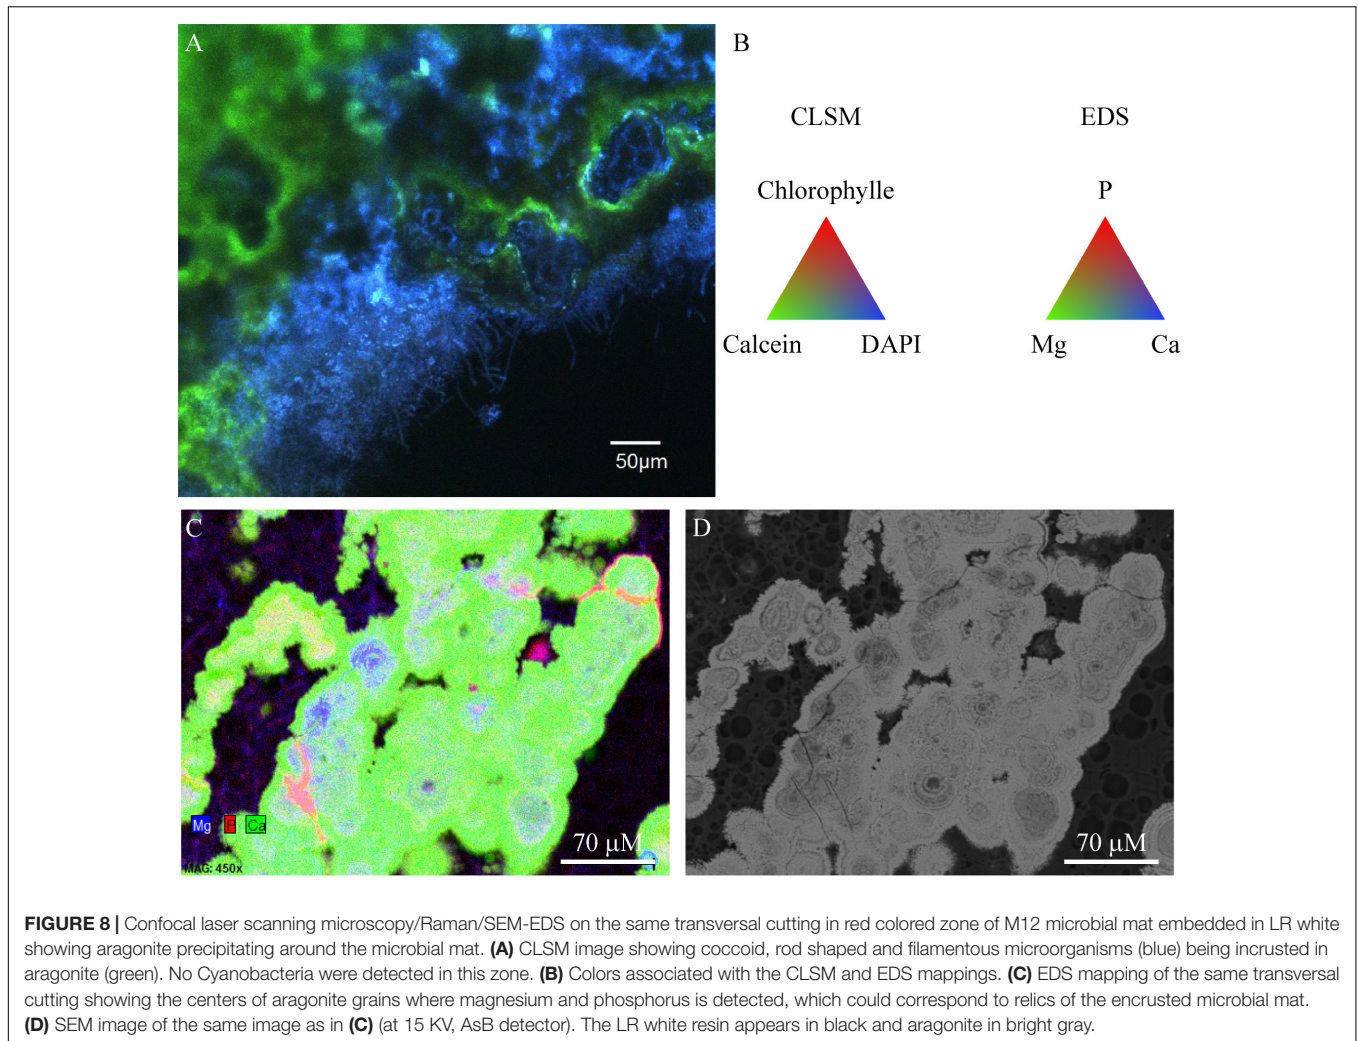 A
B
CLSM
EDS
Chlorophylle
P
Calcein
DAPI
Mg
Ca
50µm
C
D
Mg
P
Ca
MAG: 450x
70 µM
70 µM
FIGURE 8 | Confocal laser scanning microscopy/Raman/SEM-EDS on the same transversal cutting in red colored zone of M12 microbial mat embedded in LR white
showing aragonite precipitating around the microbial mat. (A) CLSM image showing coccoid, rod shaped and filamentous microorganisms (blue) being incrusted in
aragonite (green). No Cyanobacteria were detected in this zone. (B) Colors associated with the CLSM and EDS mappings. (C) EDS mapping of the same transversal
cutting showing the centers of aragonite grains where magnesium and phosphorus is detected, which could correspond to relics of the encrusted microbial mat.
(D) SEM image of the same image as in (C) (at 15 KV, AsB detector). The LR white resin appears in black and aragonite in bright gray.